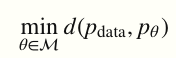 min d(p_data, p_θ)
θ∈ℳ